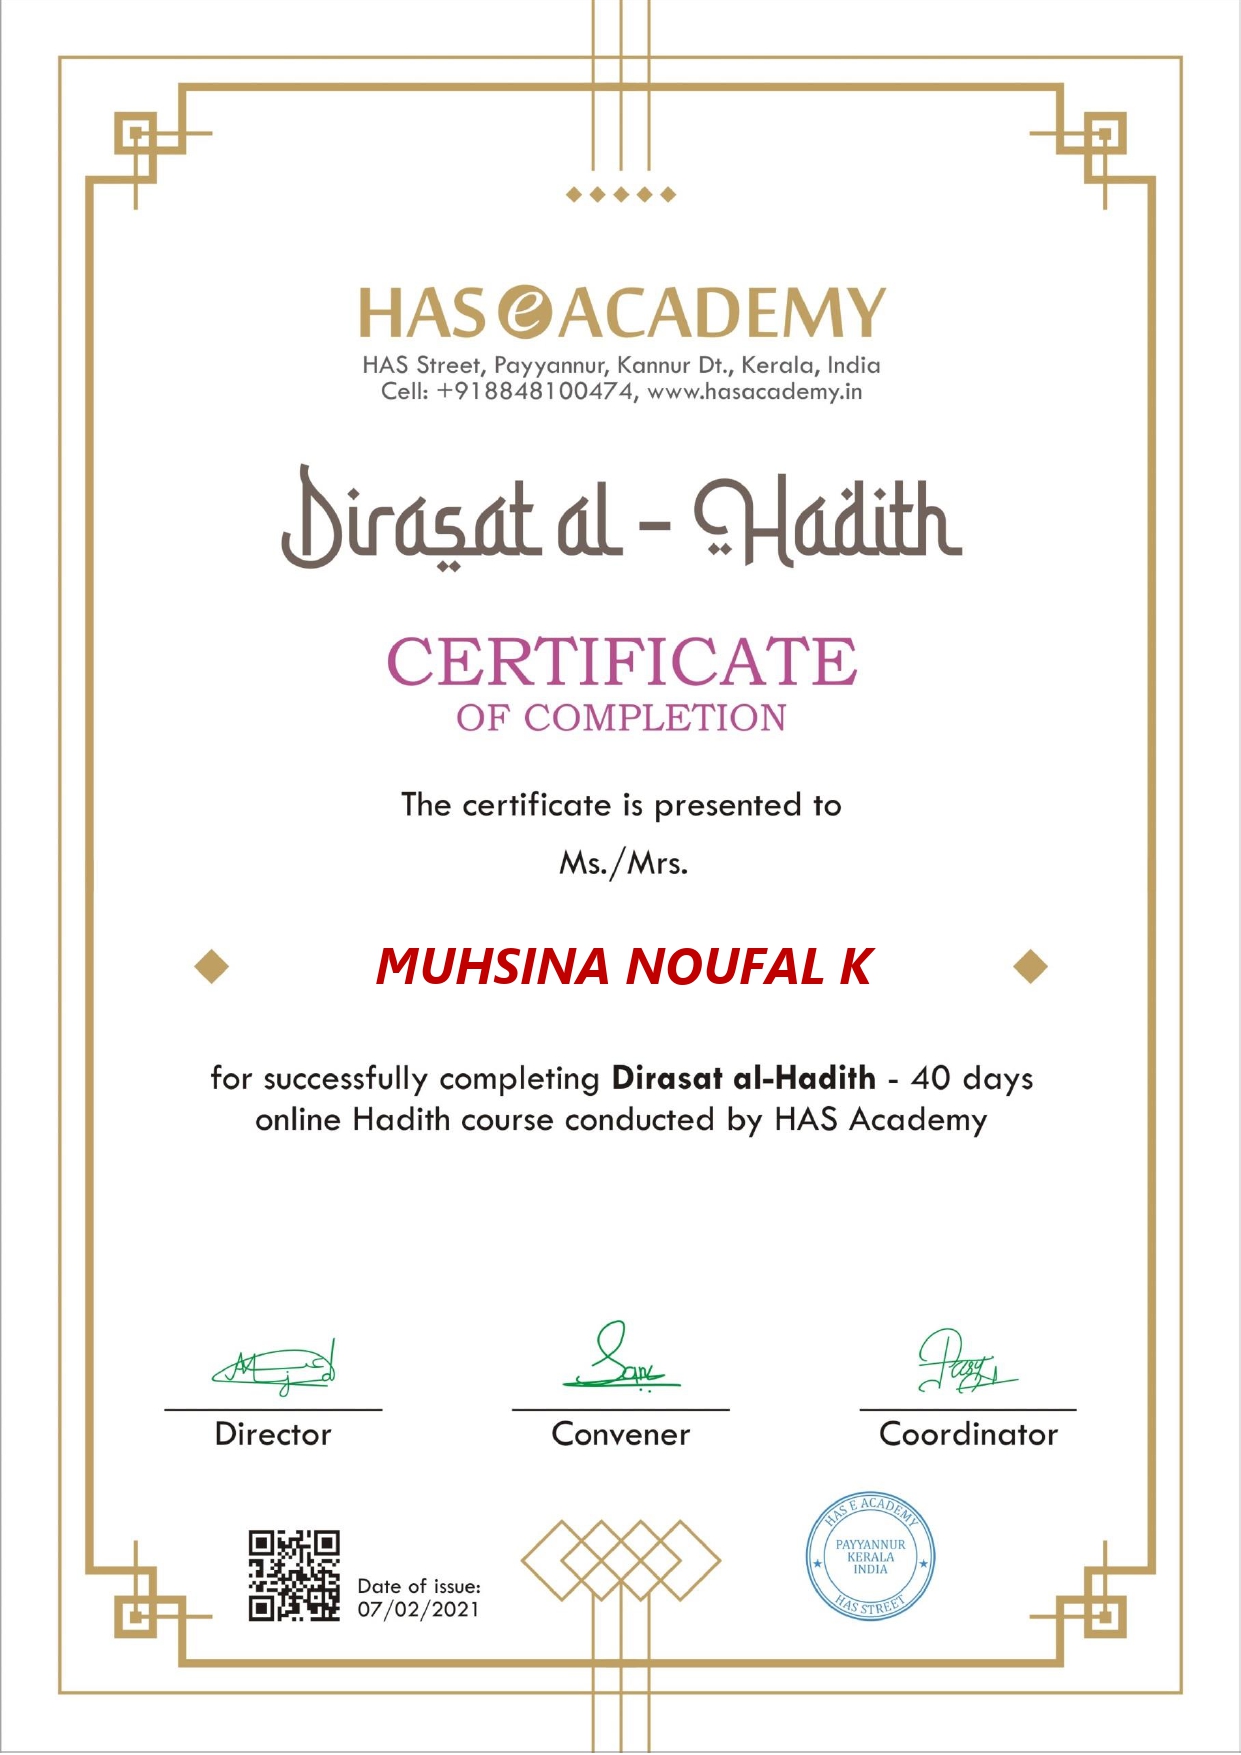 HAS e ACADEMY
HAS Street, Payyannur, Kannur Dt., Kerala, India
Cell: +918848100474, www.hasacademy.in
Dirasat al - Hadith
CERTIFICATE
OF COMPLETION
The certificate is presented to
Ms./Mrs.
MUHSINA NOUFAL K
for successfully completing Dirasat al-Hadith - 40 days
online Hadith course conducted by HAS Academy
Director
Convener
Coordinator
Date of issue:
07/02/2021
HAS E ACADEMY
PAYYANNUR
KERALA
INDIA
HAS STREET